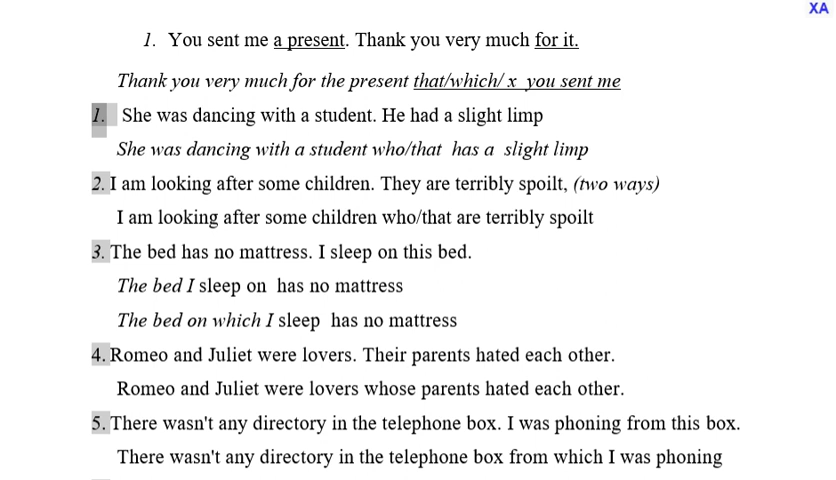 XA
1. You sent me a present. Thank you very much for it.
Thank you very much for the present that/which/ x you sent me
1. She was dancing with a student. He had a slight limp
She was dancing with a student who/that has a slight limp
2. I am looking after some children. They are terribly spoilt, (two ways)
I am looking after some children who/that are terribly spoilt
3. The bed has no mattress. I sleep on this bed.
The bed I sleep on has no mattress
The bed on which I sleep has no mattress
4. Romeo and Juliet were lovers. Their parents hated each other.
Romeo and Juliet were lovers whose parents hated each other.
5. There wasn't any directory in the telephone box. I was phoning from this box.
There wasn't any directory in the telephone box from which I was phoning